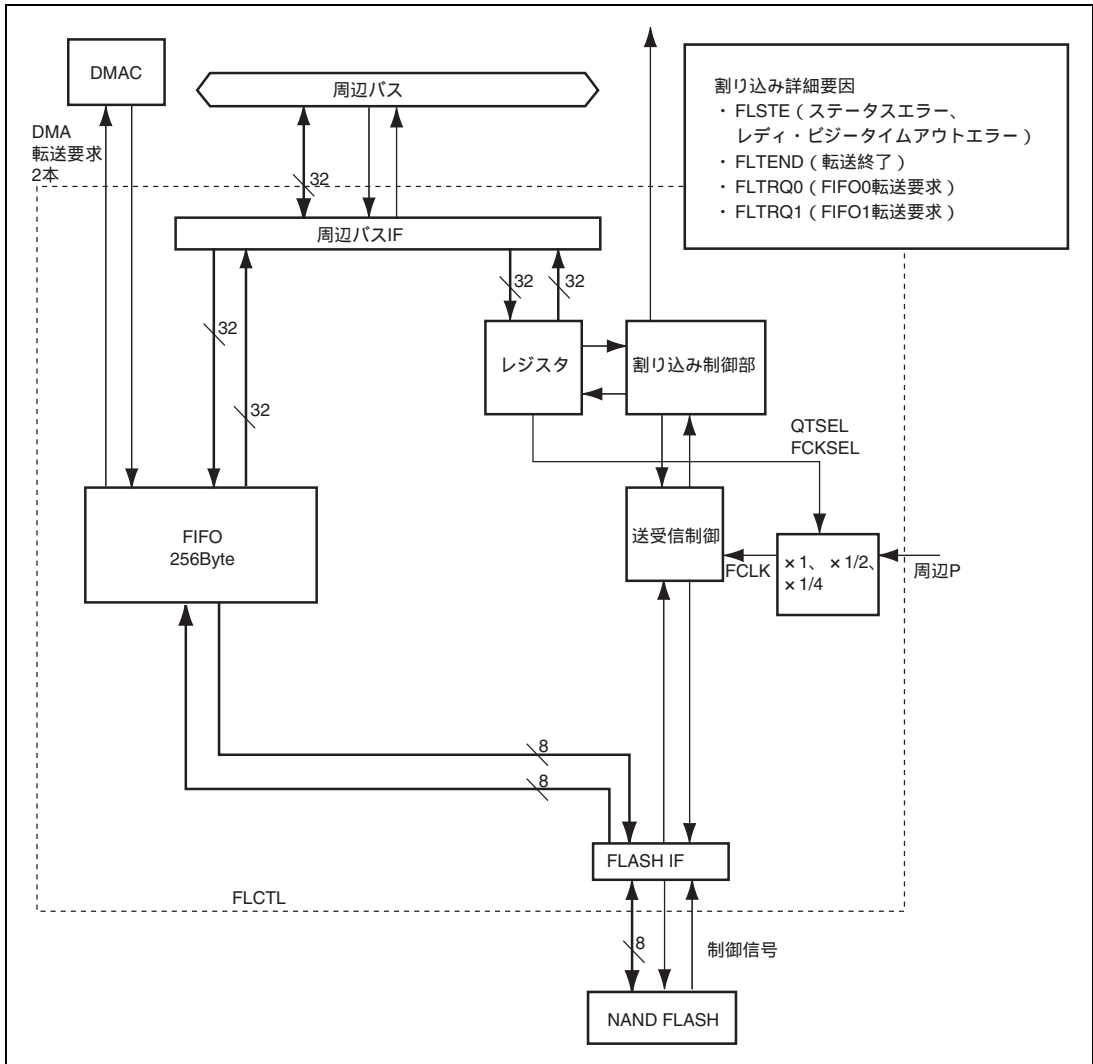 DMAC
周辺バス
割り込み詳細要因
・FLSTE（ステータスエラー、
レディ・ビジータイムアウトエラー）
・FLTEND（転送終了）
・FLTRQ0（FIFO0転送要求）
・FLTRQ1（FIFO1転送要求）
DMA
転送要求
2本
32
周辺バスIF
32
32
32
32
レジスタ
割り込み制御部
QTSEL
FCKSEL
FIFO
256Byte
送受信制御
FCLK
×1、×1/2、
×1/4
周辺P
8
8
FLASH IF
FLCTL
8
制御信号
NAND FLASH